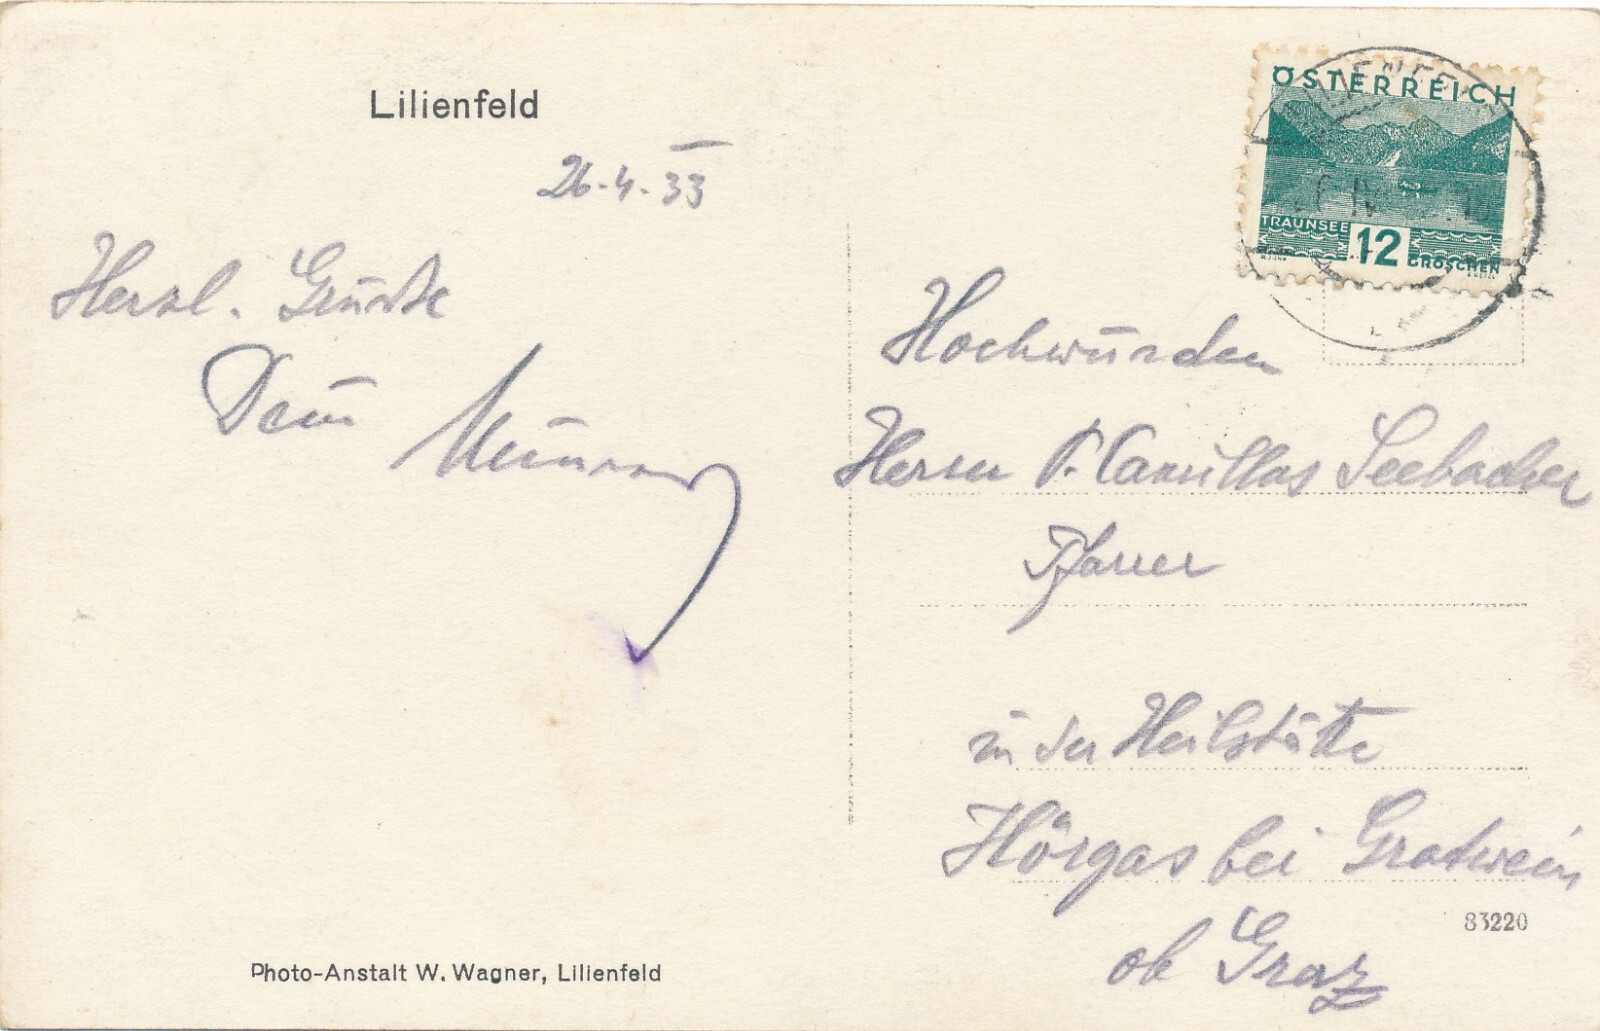 Lilienfeld
26.4.33
Herzl. Grüße
Dein
ÖSTERREICH
TRAUNSEE 12 GROSCHEN
Hochwürden
Herrn P. Camillus Seebacher
Pfarrer
in der Heilstätte
Hörgas bei Gratwein
ob Graz
83220
Photo-Anstalt W. Wagner, Lilienfeld